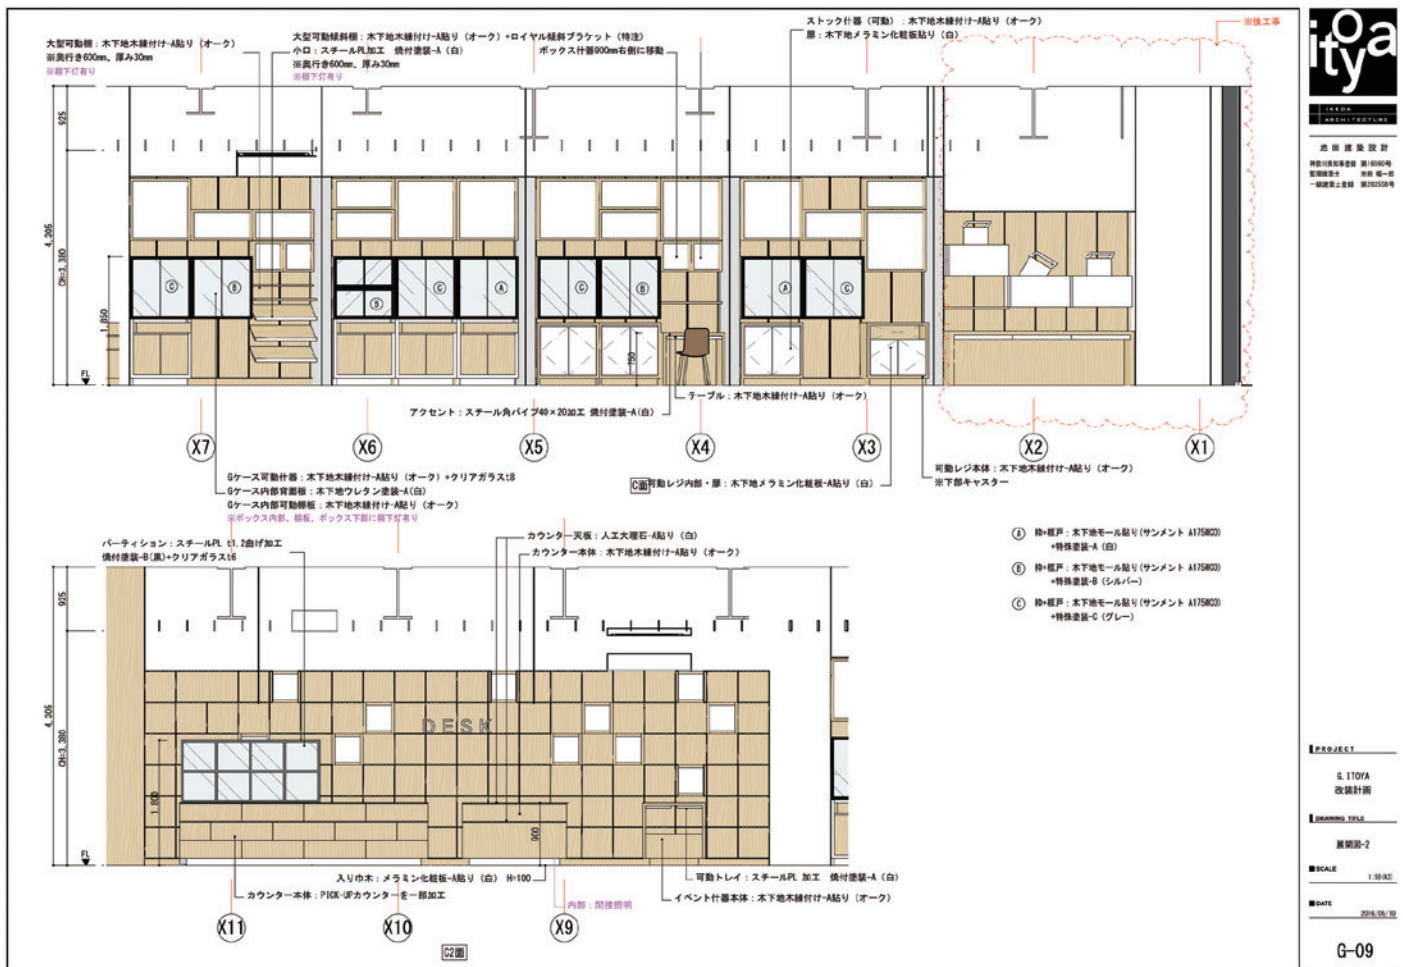 大型可動棚：木下地木練付け-A貼り（オーク）
※奥行き600mm、厚み30mm
※棚下灯有り
大型可動傾斜棚：木下地木練付け-A貼り（オーク）+ロイヤル傾斜ブラケット（特注）
小口：スチールPL加工　焼付塗装-A（白）
※奥行き600mm、厚み30mm
※棚下灯有り
ボックス什器900mm右側に移動
ストック什器（可動）：木下地木練付け-A貼り（オーク）
扉：木下地メラミン化粧板貼り（白）
※後工事
925
4,305
CH=3,380
1,850
FL
C
B
B
C
A
C
B
A
C
750
テーブル：木下地木練付け-A貼り（オーク）
アクセント：スチール角パイプ40×20加工 焼付塗装-A(白)
X7
X6
X5
X4
X3
X2
X1
Gケース可動什器：木下地木練付け-A貼り（オーク）+クリアガラスt8
Gケース内部背面板：木下地ウレタン塗装-A(白)
Gケース内部可動棚板：木下地木練付け-A貼り（オーク）
※ボックス内部、棚板、ボックス下部に棚下灯有り
C面
可動レジ内部・扉：木下地メラミン化粧板-A貼り（白）
可動レジ本体：木下地木練付け-A貼り（オーク）
※下部キャスター
A 枠+框戸：木下地モール貼り(サンメント A175MO3)
+特殊塗装-A（白）
B 枠+框戸：木下地モール貼り(サンメント A175MO3)
+特殊塗装-B（シルバー）
C 枠+框戸：木下地モール貼り(サンメント A175MO3)
+特殊塗装-C（グレー）
パーティション：スチールPL t1.2曲げ加工
焼付塗装-B(黒)+クリアガラスt6
カウンター天板：人工大理石-A貼り（白）
カウンター本体：木下地木練付け-A貼り（オーク）
925
4,305
CH=3,380
1,800
FL
DESK
900
入り巾木：メラミン化粧板-A貼り（白） H=100
カウンター本体：PICK-UPカウンターを一部加工
内部：間接照明
可動トレイ：スチールPL 加工　焼付塗装-A（白）
イベント什器本体：木下地木練付け-A貼り（オーク）
X11
X10
X9
C2面
itoya
IKEDA
ARCHITECTURE
池田建築設計
PROJECT
G.ITOYA
改装計画
DRAWING TITLE
展開図-2
SCALE
1:50(A3)
DATE
2016/05/10
G-09